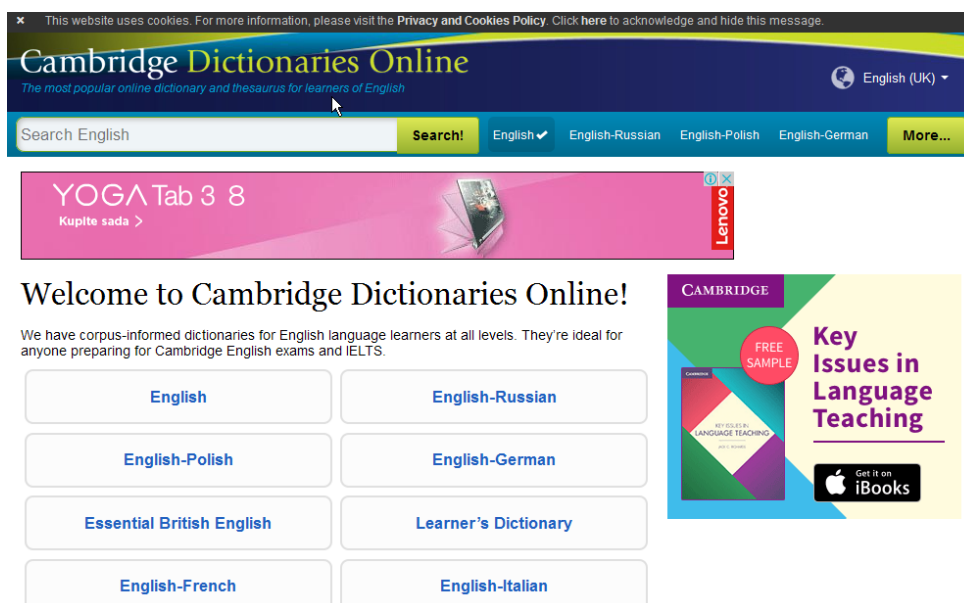 × This website uses cookies. For more information, please visit the Privacy and Cookies Policy. Click here to acknowledge and hide this message.
Cambridge Dictionaries Online
The most popular online dictionary and thesaurus for learners of English
English (UK)
Search English
Search!
English ✔
English-Russian
English-Polish
English-German
More...
YOGA Tab 3 8
Kupite sada >
Lenovo
Welcome to Cambridge Dictionaries Online!
We have corpus-informed dictionaries for English language learners at all levels. They're ideal for
anyone preparing for Cambridge English exams and IELTS.
English
English-Russian
English-Polish
English-German
Essential British English
Learner's Dictionary
English-French
English-Italian
CAMBRIDGE
FREE
SAMPLE
Key
Issues in
Language
Teaching
KEY ISSUES IN
LANGUAGE TEACHING
Get it on
iBooks